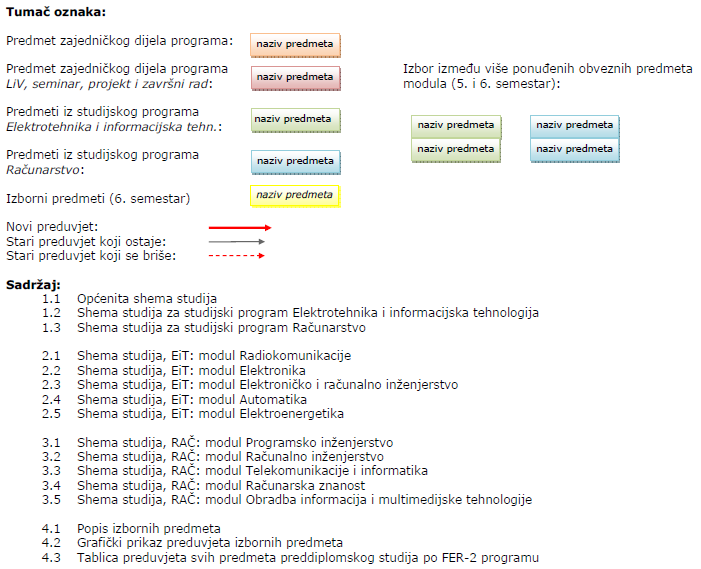 Tumač oznaka:
Predmet zajedničkog dijela programa: naziv predmeta
Predmet zajedničkog dijela programa
LiV, seminar, projekt i završni rad: naziv predmeta
Predmeti iz studijskog programa
Elektrotehnika i informacijska tehn.: naziv predmeta
Predmeti iz studijskog programa
Računarstvo: naziv predmeta
Izborni predmeti (6. semestar) naziv predmeta
Izbor između više ponuđenih obveznih predmeta
modula (5. i 6. semestar):
naziv predmeta naziv predmeta
naziv predmeta naziv predmeta
Novi preduvjet:
Stari preduvjet koji ostaje:
Stari preduvjet koji se briše:
Sadržaj:
1.1 Općenita shema studija
1.2 Shema studija za studijski program Elektrotehnika i informacijska tehnologija
1.3 Shema studija za studijski program Računarstvo
2.1 Shema studija, EiT: modul Radiokomunikacije
2.2 Shema studija, EiT: modul Elektronika
2.3 Shema studija, EiT: modul Elektroničko i računalno inženjerstvo
2.4 Shema studija, EiT: modul Automatika
2.5 Shema studija, EiT: modul Elektroenergetika
3.1 Shema studija, RAČ: modul Programsko inženjerstvo
3.2 Shema studija, RAČ: modul Računalno inženjerstvo
3.3 Shema studija, RAČ: modul Telekomunikacije i informatika
3.4 Shema studija, RAČ: modul Računarska znanost
3.5 Shema studija, RAČ: modul Obradba informacija i multimedijske tehnologije
4.1 Popis izbornih predmeta
4.2 Grafički prikaz preduvjeta izbornih predmeta
4.3 Tablica preduvjeta svih predmeta preddiplomskog studija po FER-2 programu